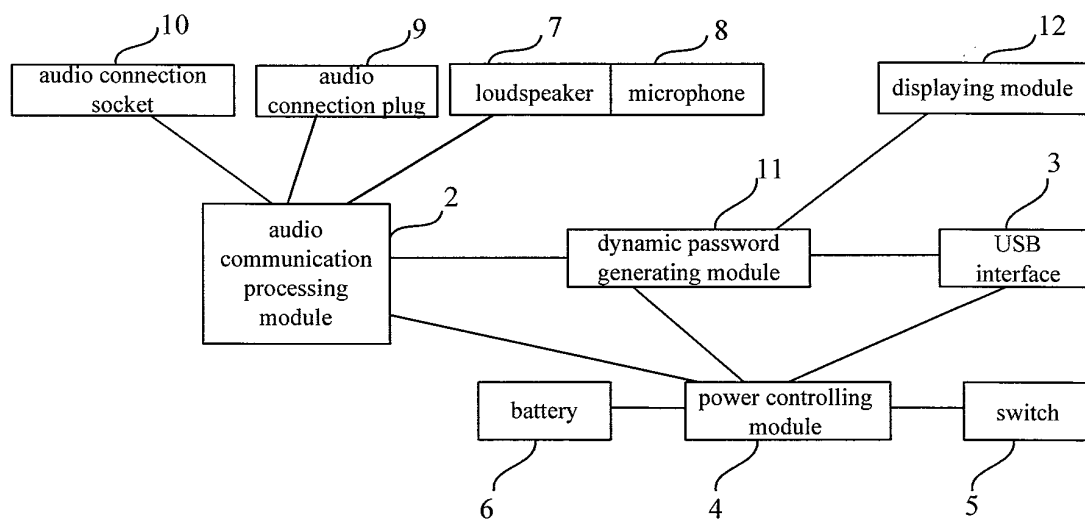 10
9
7
8
12
audio connection
socket
audio
connection plug
loudspeaker
microphone
displaying module
2
11
3
audio
communication
processing
module
dynamic password
generating module
USB
interface
battery
power controlling
module
switch
6
4
5